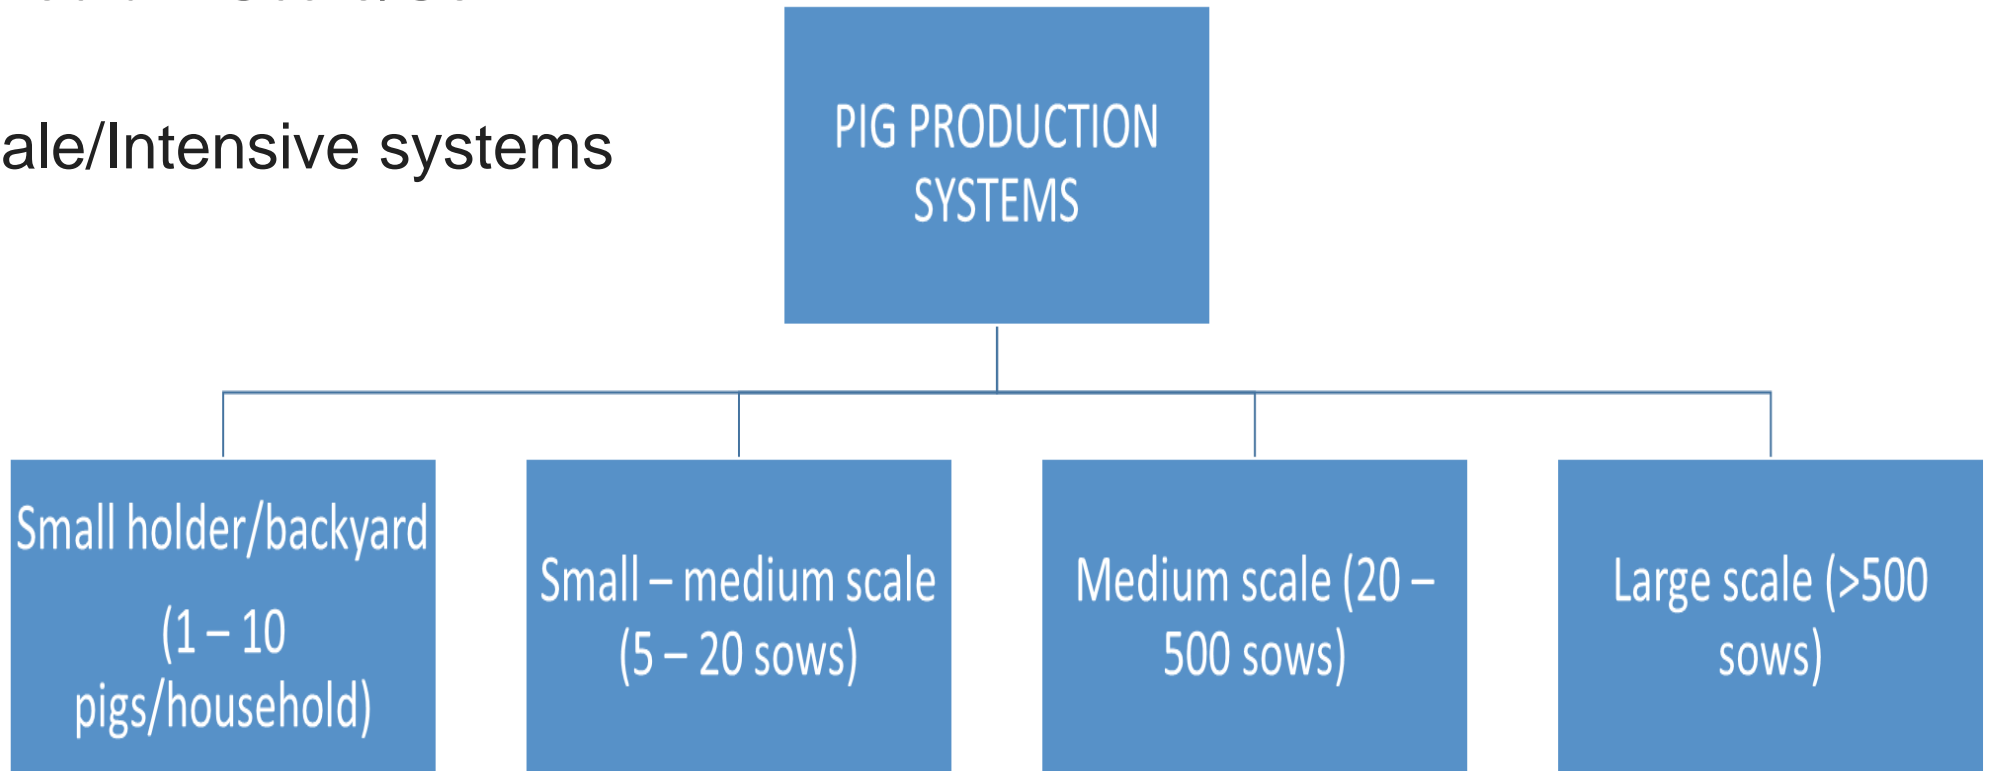 ale/Intensive systems
PIG PRODUCTION
SYSTEMS
Small holder/backyard
(1 – 10
pigs/household)
Small – medium scale
(5 – 20 sows)
Medium scale (20 –
500 sows)
Large scale (>500
sows)